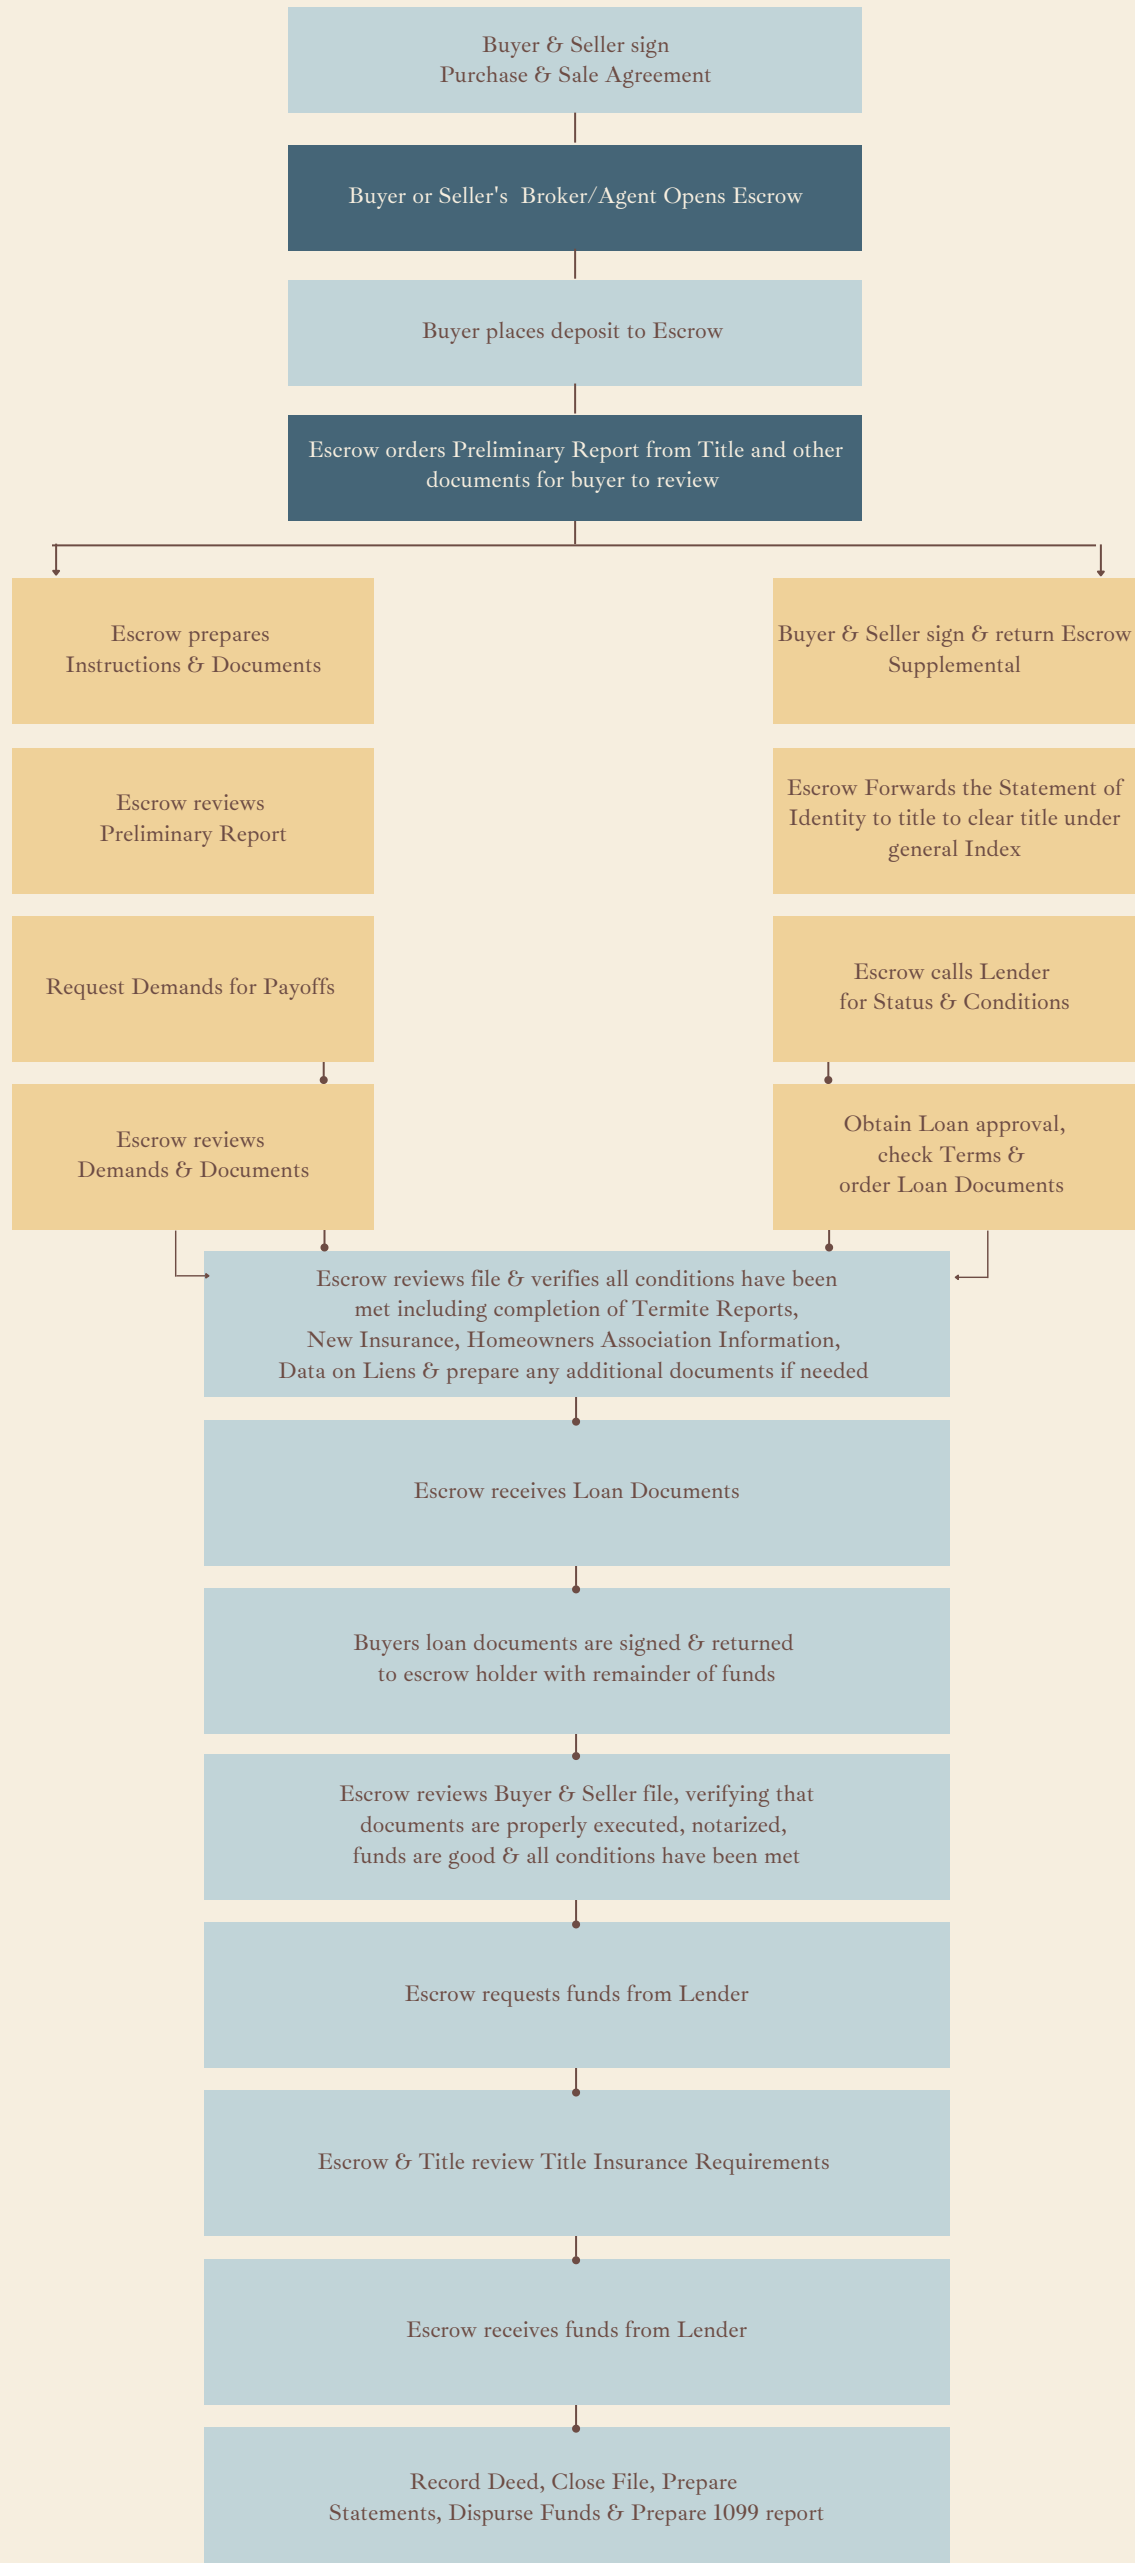 Buyer & Seller sign
Purchase & Sale Agreement
Buyer or Seller's  Broker/Agent Opens Escrow
Buyer places deposit to Escrow
Escrow orders Preliminary Report from Title and other
documents for buyer to review
Escrow prepares
Instructions & Documents
Escrow reviews
Preliminary Report
Request Demands for Payoffs
Escrow reviews
Demands & Documents
Buyer & Seller sign & return Escrow
Supplemental
Escrow Forwards the Statement of
Identity to title to clear title under
general Index
Escrow calls Lender
for Status & Conditions
Obtain Loan approval,
check Terms &
order Loan Documents
Escrow reviews file & verifies all conditions have been
met including completion of Termite Reports,
New Insurance, Homeowners Association Information,
Data on Liens & prepare any additional documents if needed
Escrow receives Loan Documents
Buyers loan documents are signed & returned
to escrow holder with remainder of funds
Escrow reviews Buyer & Seller file, verifying that
documents are properly executed, notarized,
funds are good & all conditions have been met
Escrow requests funds from Lender
Escrow & Title review Title Insurance Requirements
Escrow receives funds from Lender
Record Deed, Close File, Prepare
Statements, Dispurse Funds & Prepare 1099 report